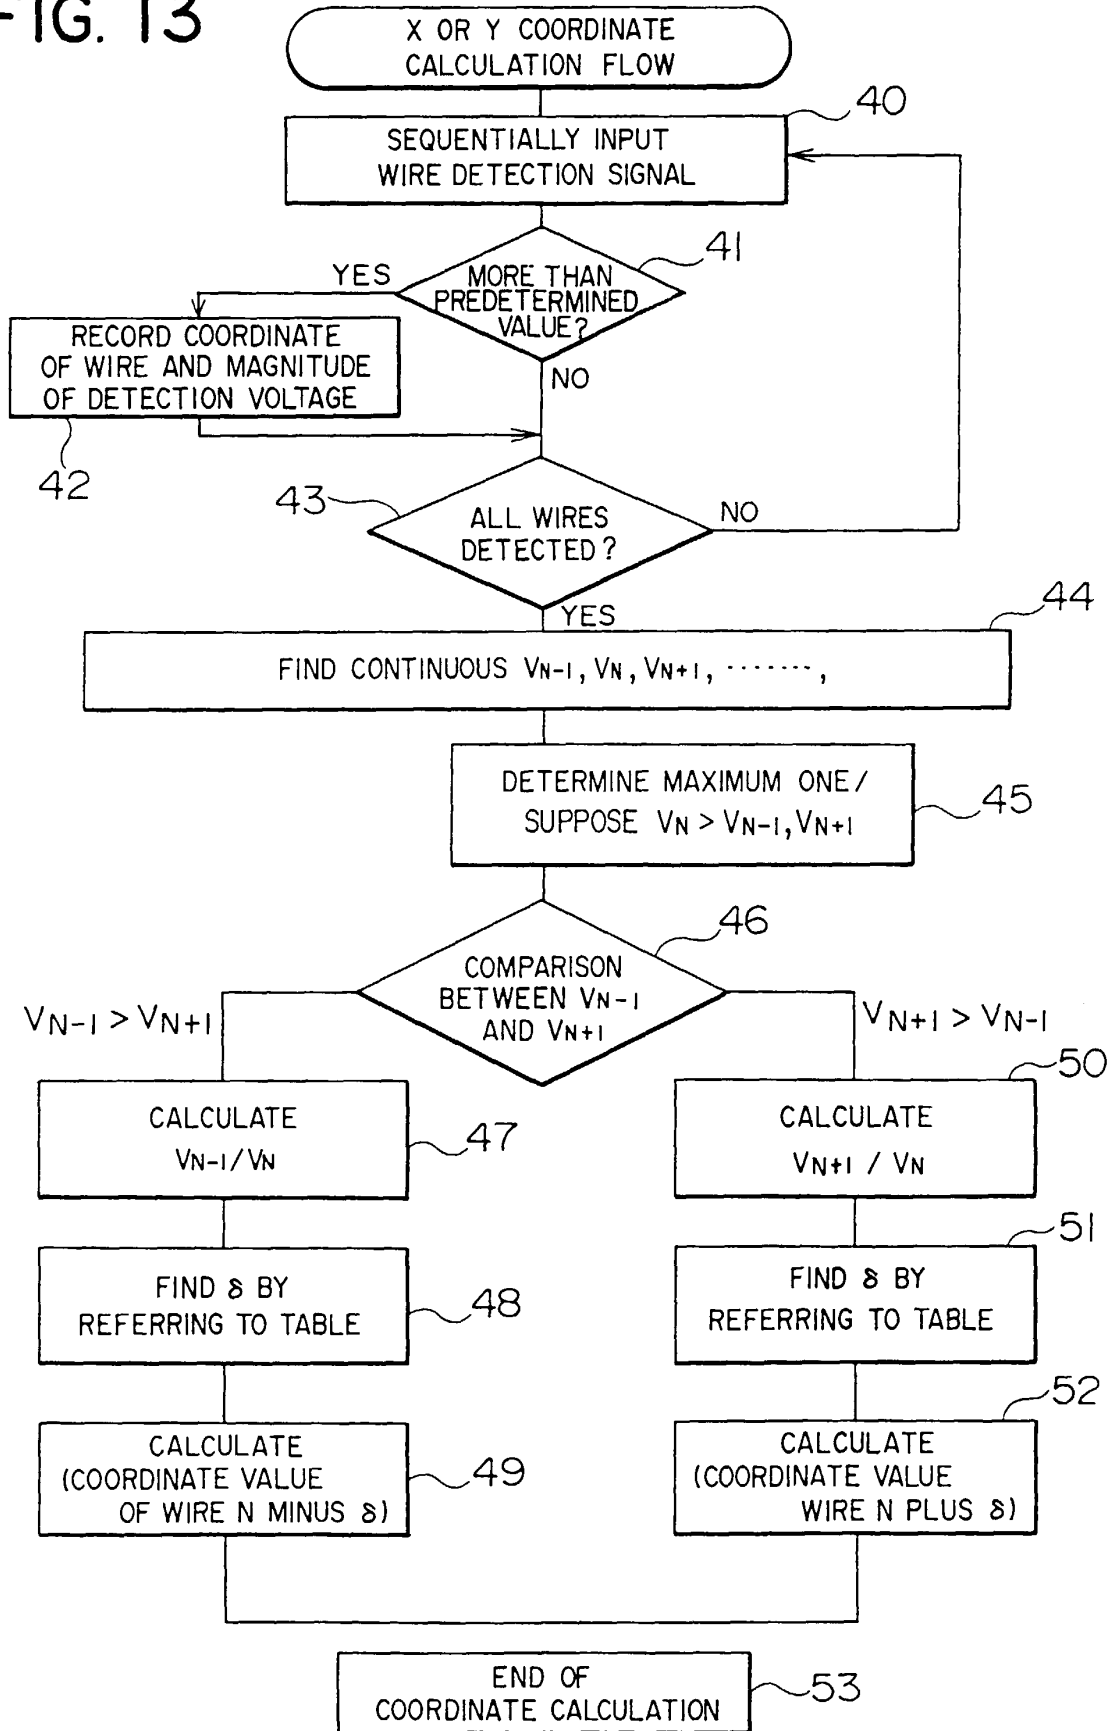 FIG. 13
X OR Y COORDINATE
CALCULATION FLOW
40
SEQUENTIALLY INPUT
WIRE DETECTION SIGNAL
41
YES
MORE THAN
PREDETERMINED
VALUE?
RECORD COORDINATE
OF WIRE AND MAGNITUDE
OF DETECTION VOLTAGE
NO
42
43
ALL WIRES
DETECTED?
NO
YES
44
FIND CONTINUOUS VN-1, VN, VN+1, ········,
DETERMINE MAXIMUM ONE/
SUPPOSE VN > VN-1, VN+1
45
46
COMPARISON
BETWEEN VN-1
AND VN+1
VN-1 > VN+1
VN+1 > VN-1
CALCULATE
VN-1/VN
47
50
CALCULATE
VN+1 / VN
FIND δ BY
REFERRING TO TABLE
48
51
FIND δ BY
REFERRING TO TABLE
CALCULATE
(COORDINATE VALUE
OF WIRE N MINUS δ)
49
52
CALCULATE
(COORDINATE VALUE
WIRE N PLUS δ)
END OF
COORDINATE CALCULATION
53